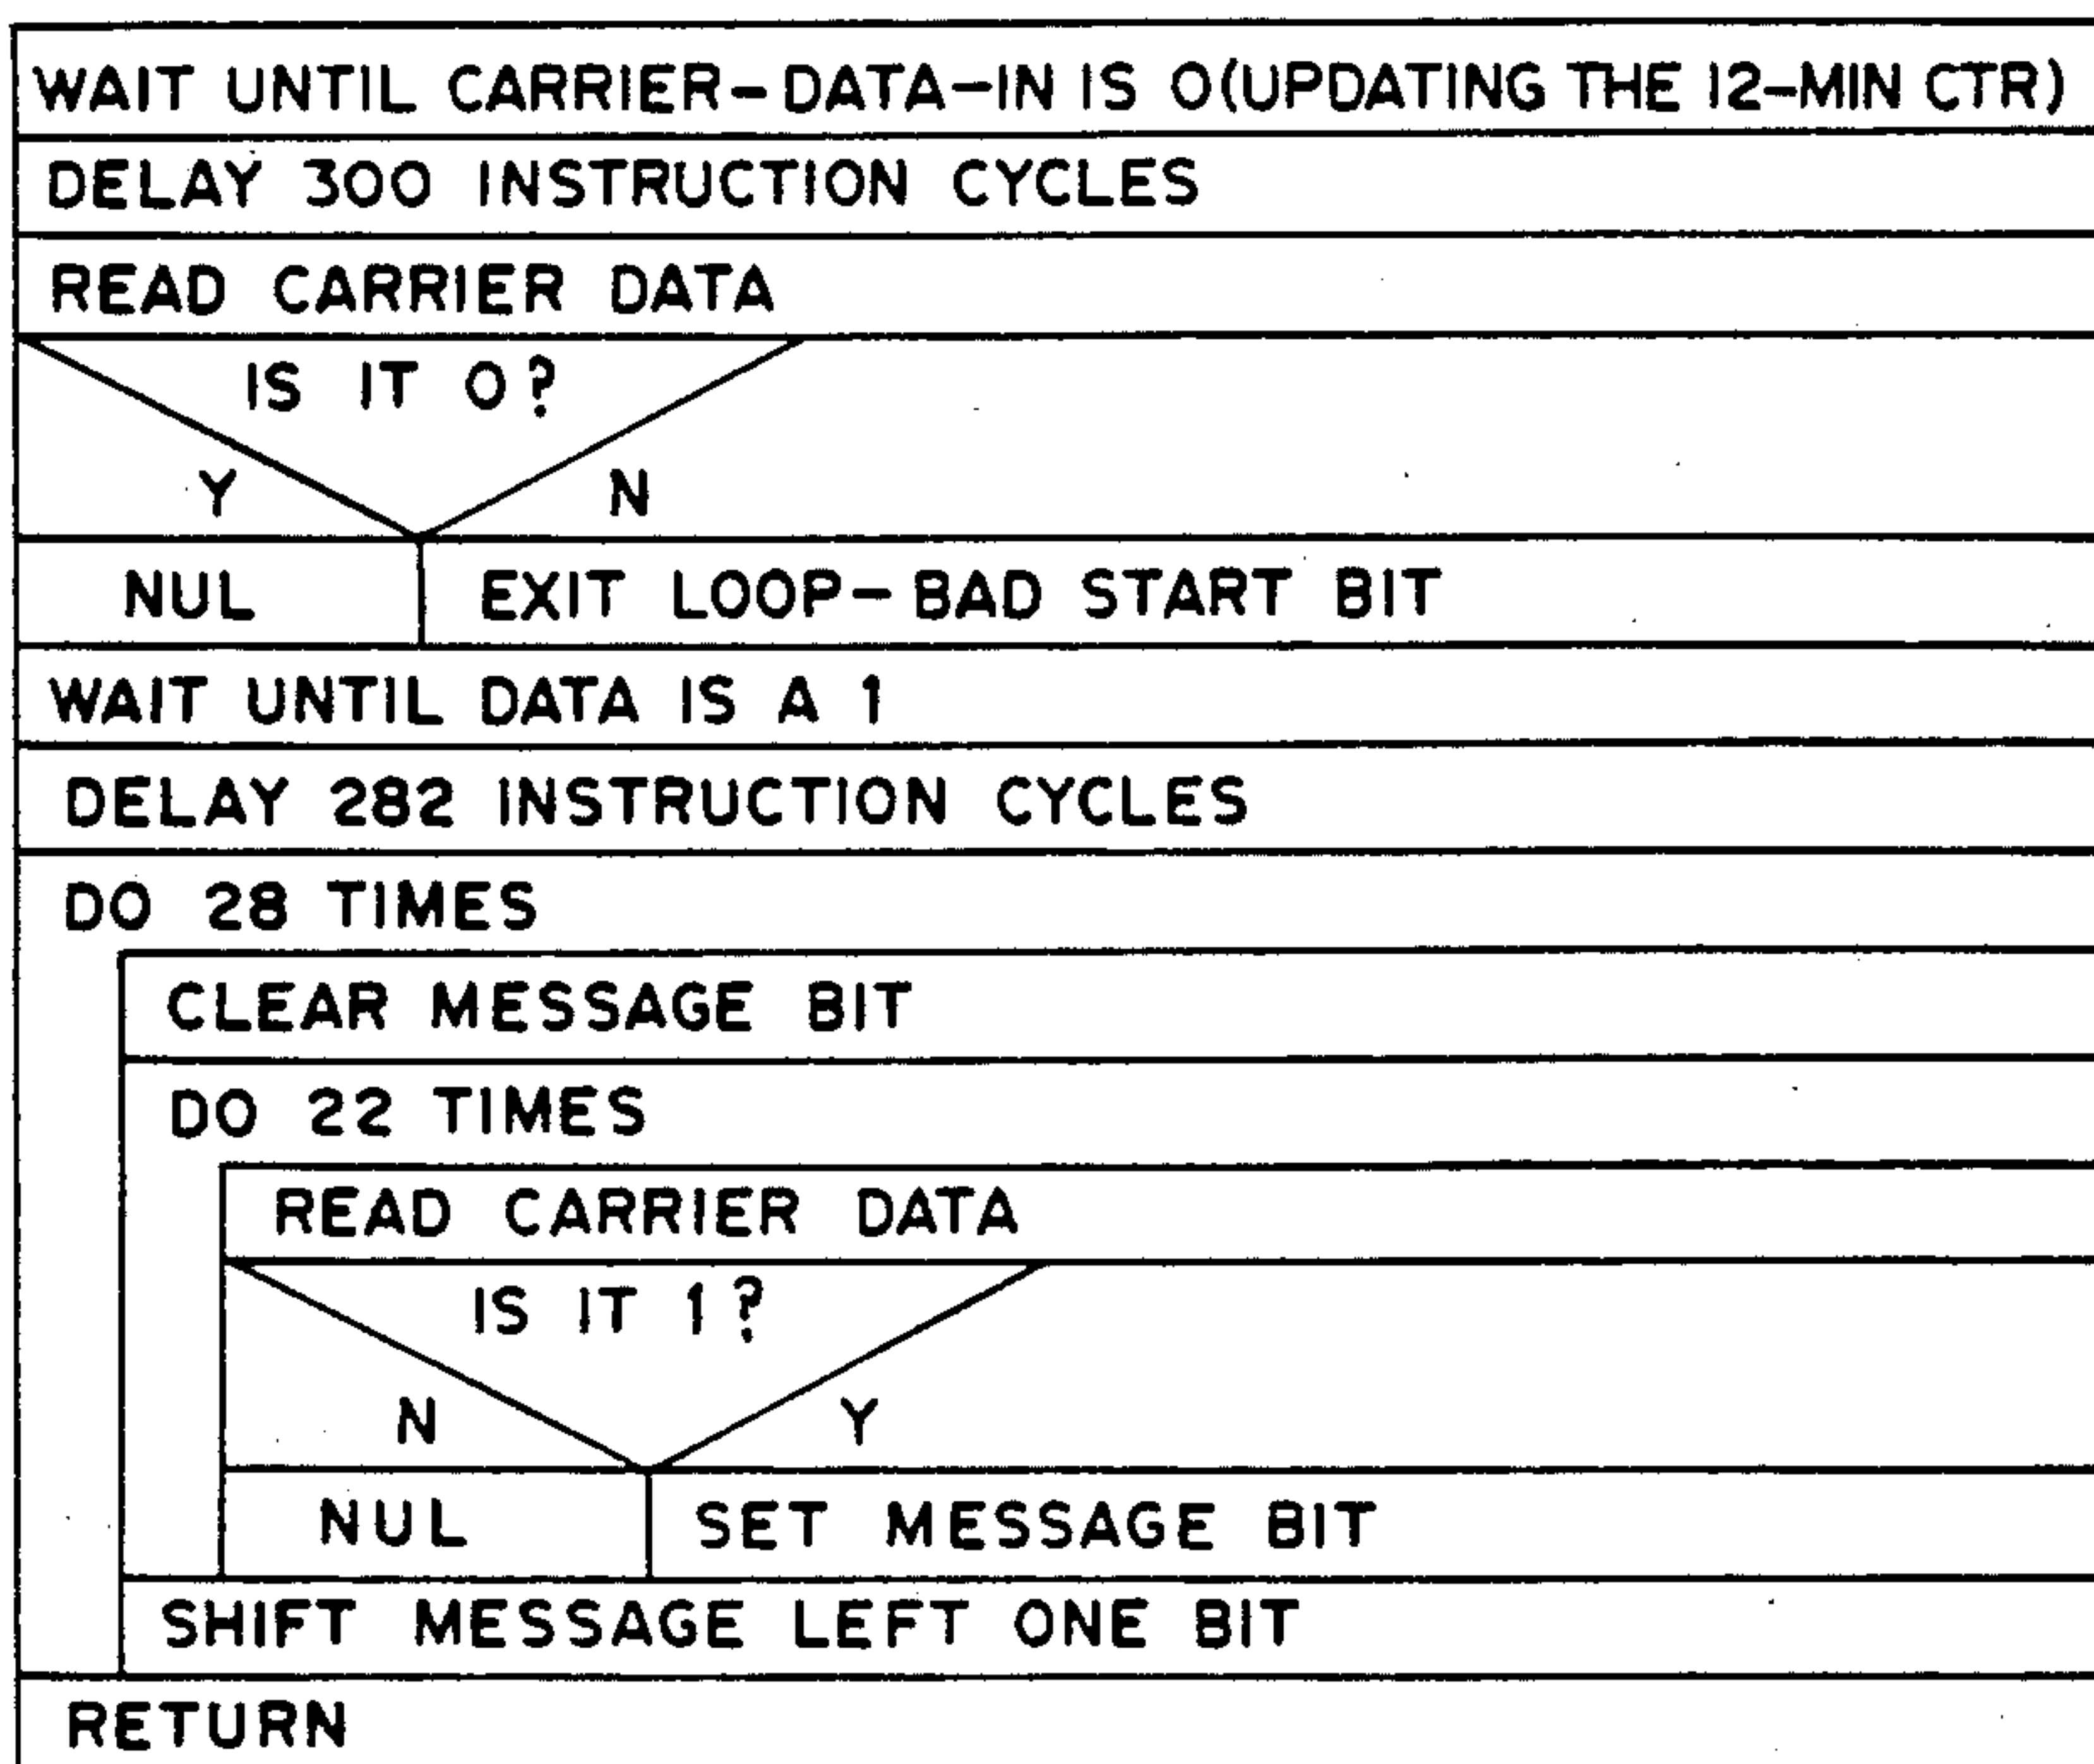 WAIT UNTIL CARRIER-DATA-IN IS 0(UPDATING THE 12-MIN CTR)
DELAY 300 INSTRUCTION CYCLES
READ CARRIER DATA
IS IT 0?
Y N
NUL EXIT LOOP-BAD START BIT
WAIT UNTIL DATA IS A 1
DELAY 282 INSTRUCTION CYCLES
DO 28 TIMES
CLEAR MESSAGE BIT
DO 22 TIMES
READ CARRIER DATA
IS IT 1?
N Y
NUL SET MESSAGE BIT
SHIFT MESSAGE LEFT ONE BIT
RETURN